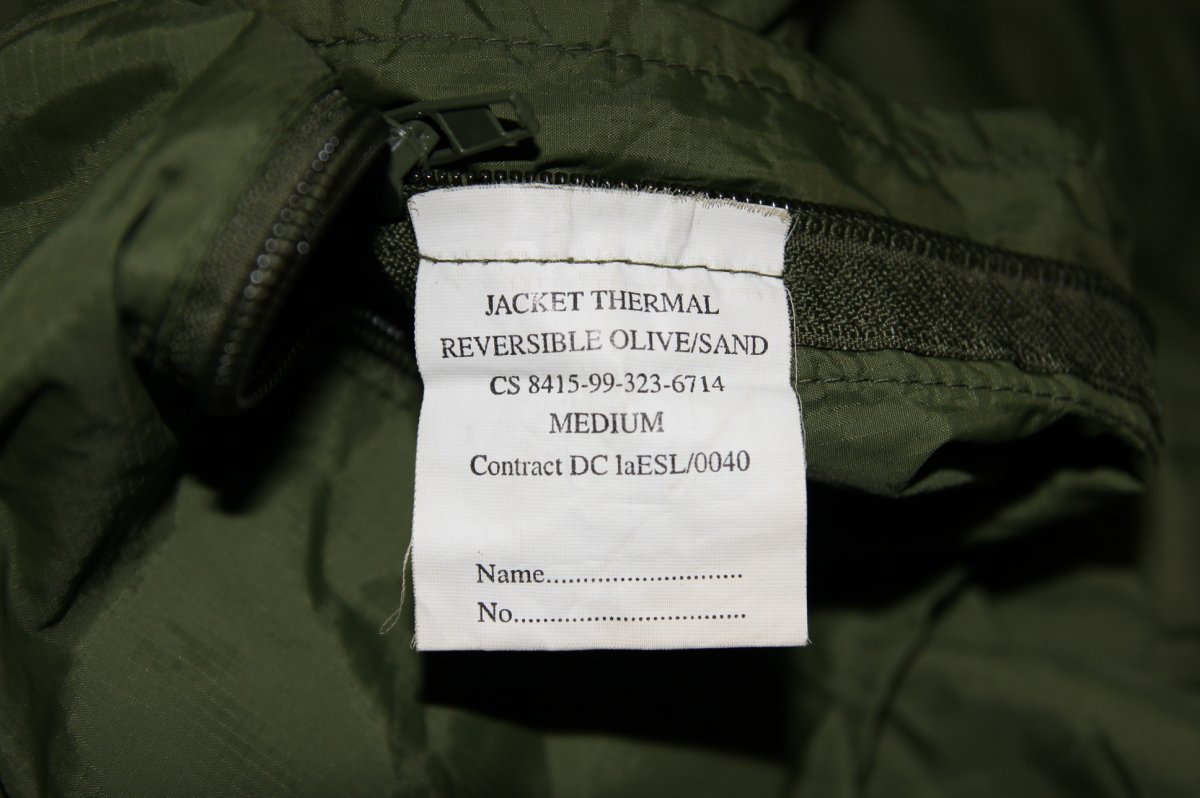 JACKET THERMAL
REVERSIBLE OLIVE/SAND
CS 8415-99-323-6714
MEDIUM
Contract DC 1aESL/0040
Name...........................
No................................